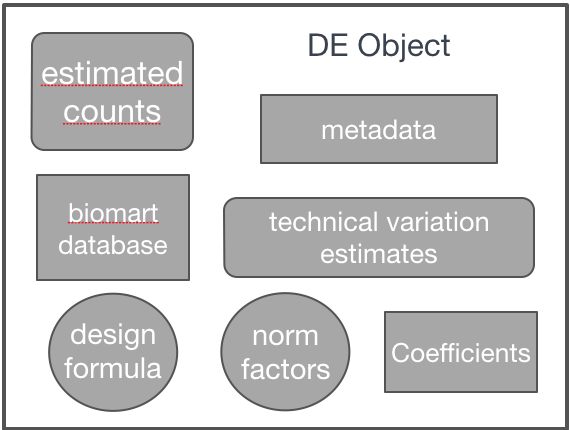 DE Object
estimated
counts
metadata
biomart
database
technical variation
estimates
design
formula
norm
factors
Coefficients